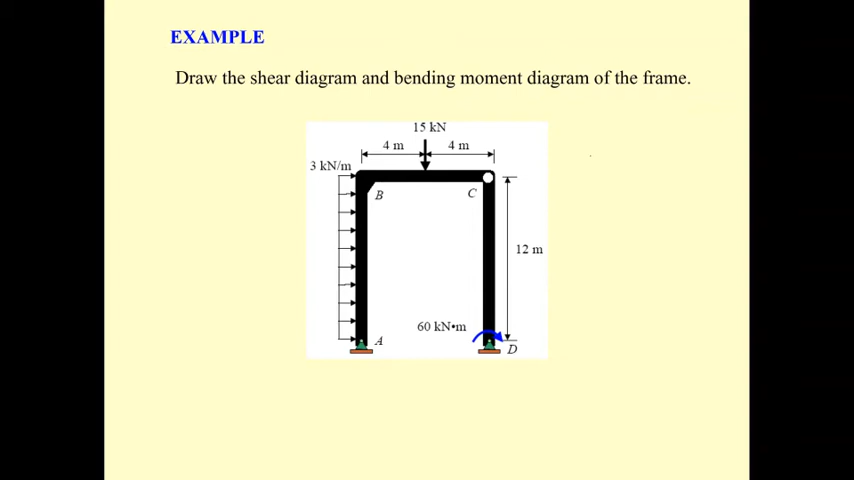 EXAMPLE
Draw the shear diagram and bending moment diagram of the frame.
15 kN
4 m 4 m
3 kN/m
B C
12 m
60 kN•m
A
D